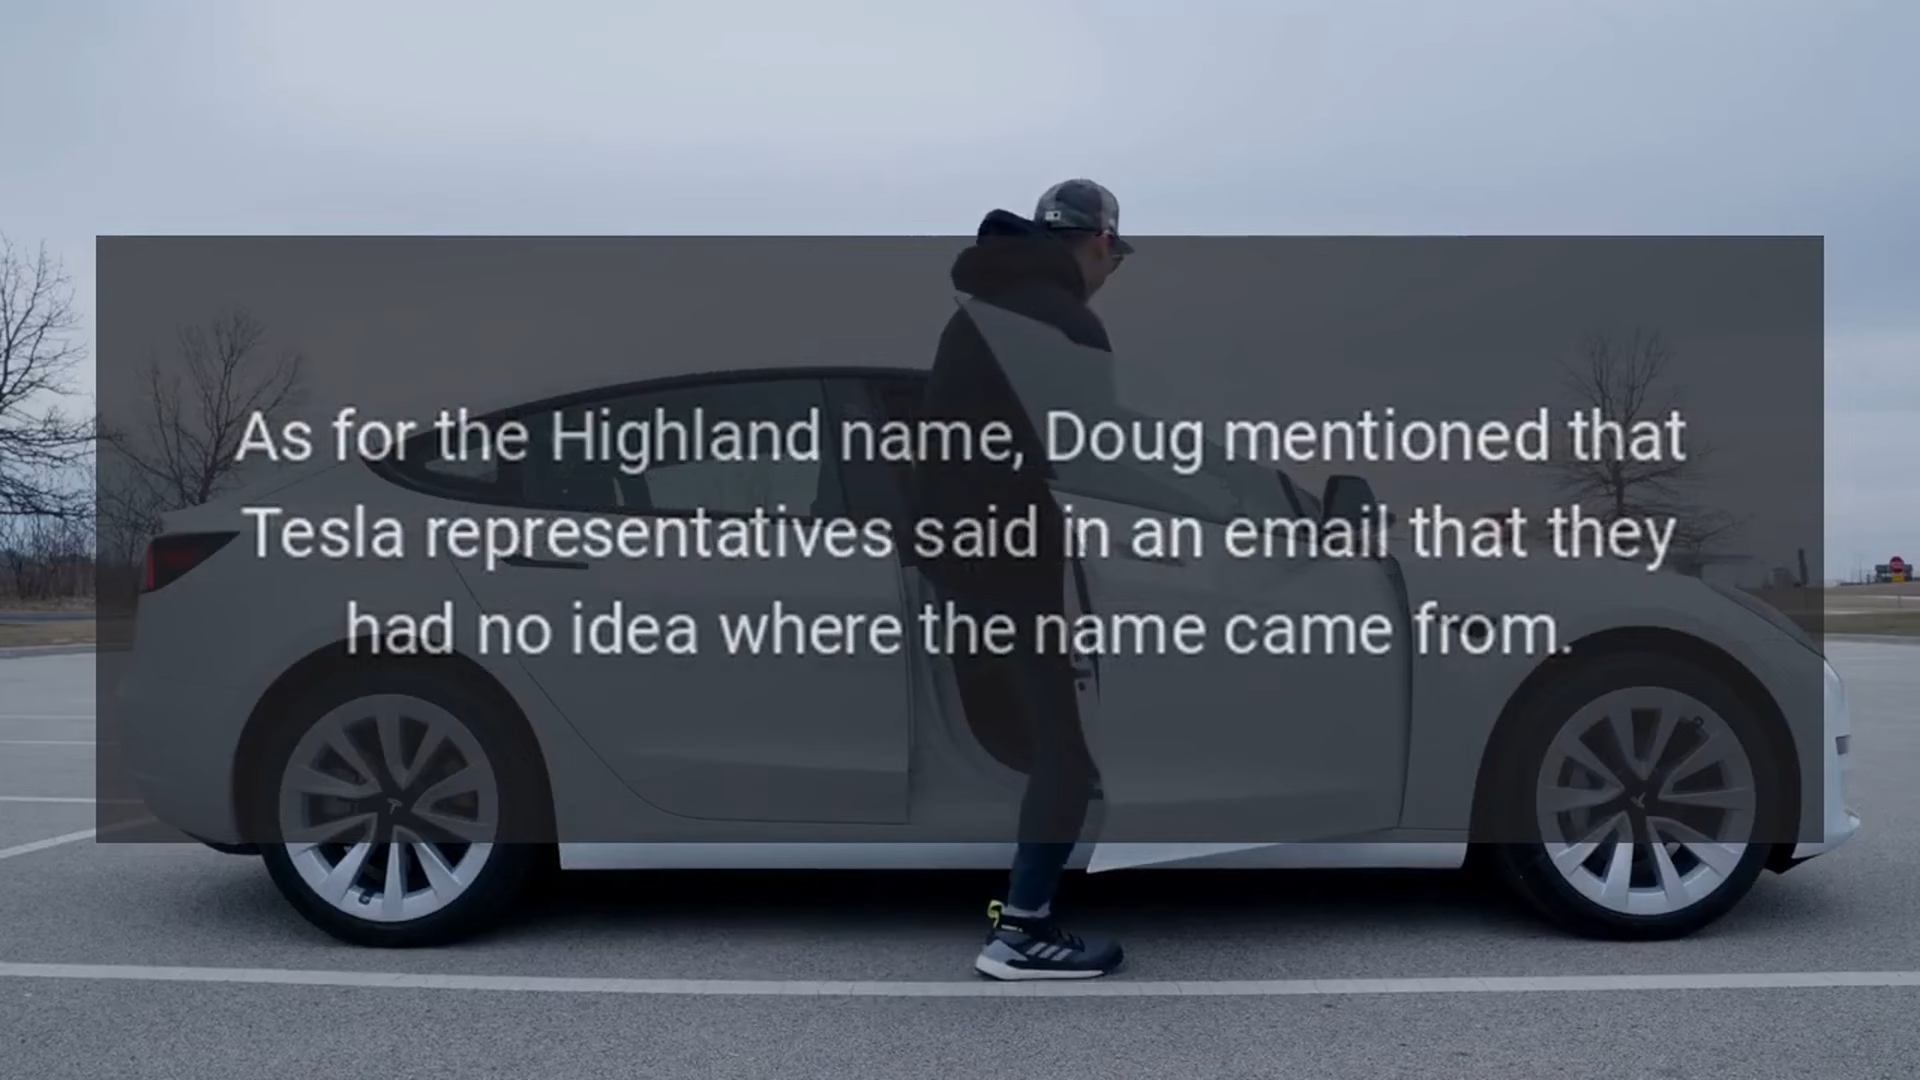 As for the Highland name, Doug mentioned that
Tesla representatives said in an email that they
had no idea where the name came from.